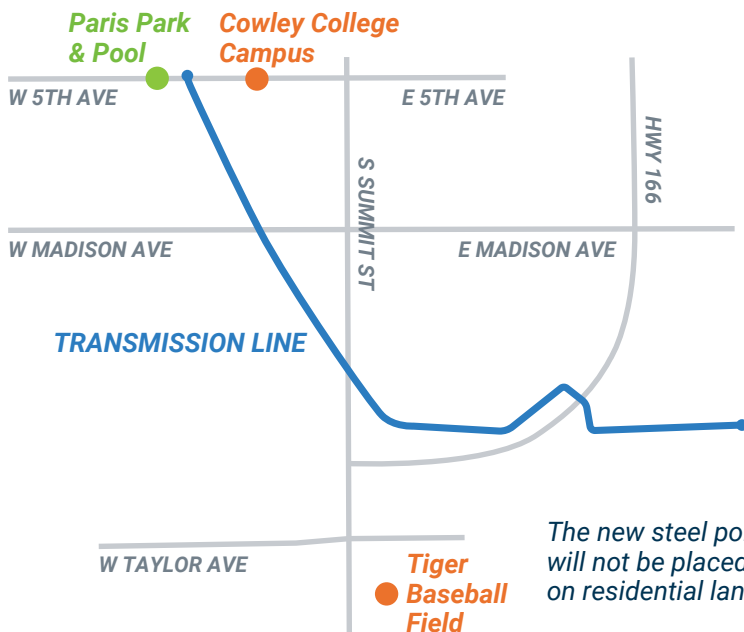 Paris Park
& Pool
Cowley College
Campus
W 5TH AVE
E 5TH AVE
HWY 166
S SUMMIT ST
W MADISON AVE
E MADISON AVE
TRANSMISSION LINE
The new steel po
will not be placed
on residential lan
W TAYLOR AVE
Tiger
Baseball
Field